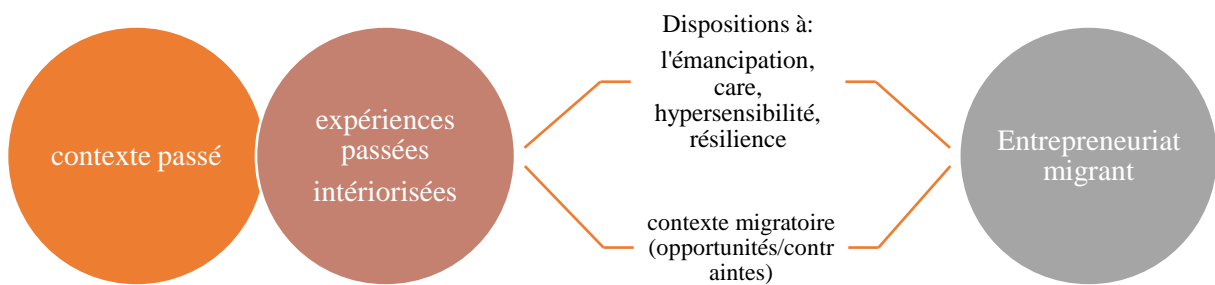 contexte passé
expériences
passées
intériorisées
Dispositions à:
l'émancipation,
care,
hypersensibilité,
résilience
contexte migratoire
(opportunités/contr
aintes)
Entrepreneuriat
migrant